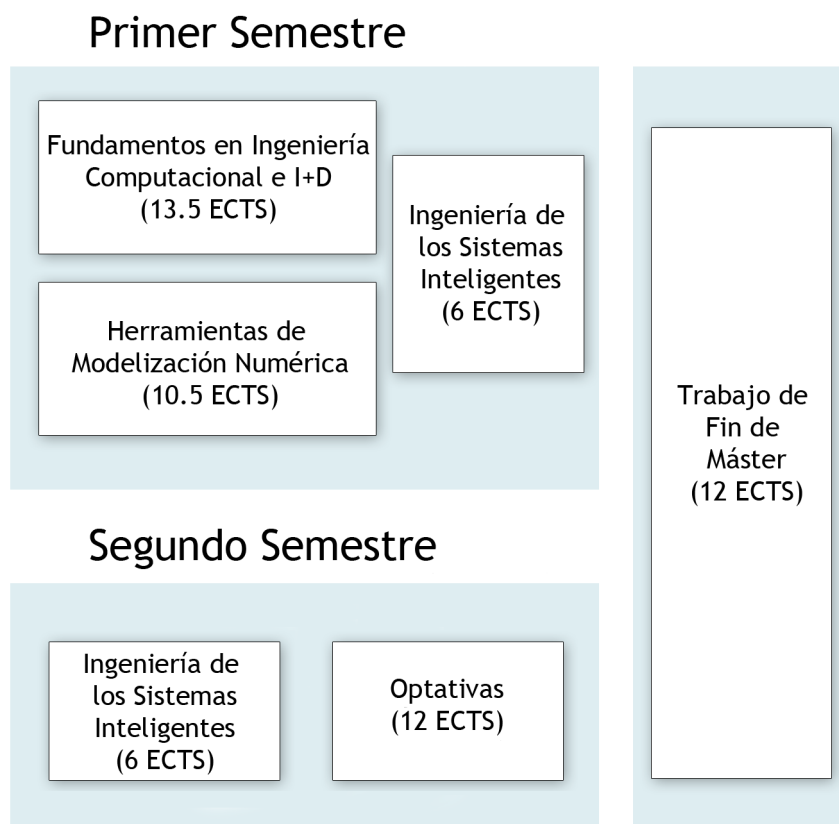 Primer Semestre
Fundamentos en Ingeniería
Computacional e I+D
(13.5 ECTS)
Herramientas de
Modelización Numérica
(10.5 ECTS)
Ingeniería de
los Sistemas
Inteligentes
(6 ECTS)
Segundo Semestre
Ingeniería de
los Sistemas
Inteligentes
(6 ECTS)
Optativas
(12 ECTS)
Trabajo de
Fin de
Máster
(12 ECTS)